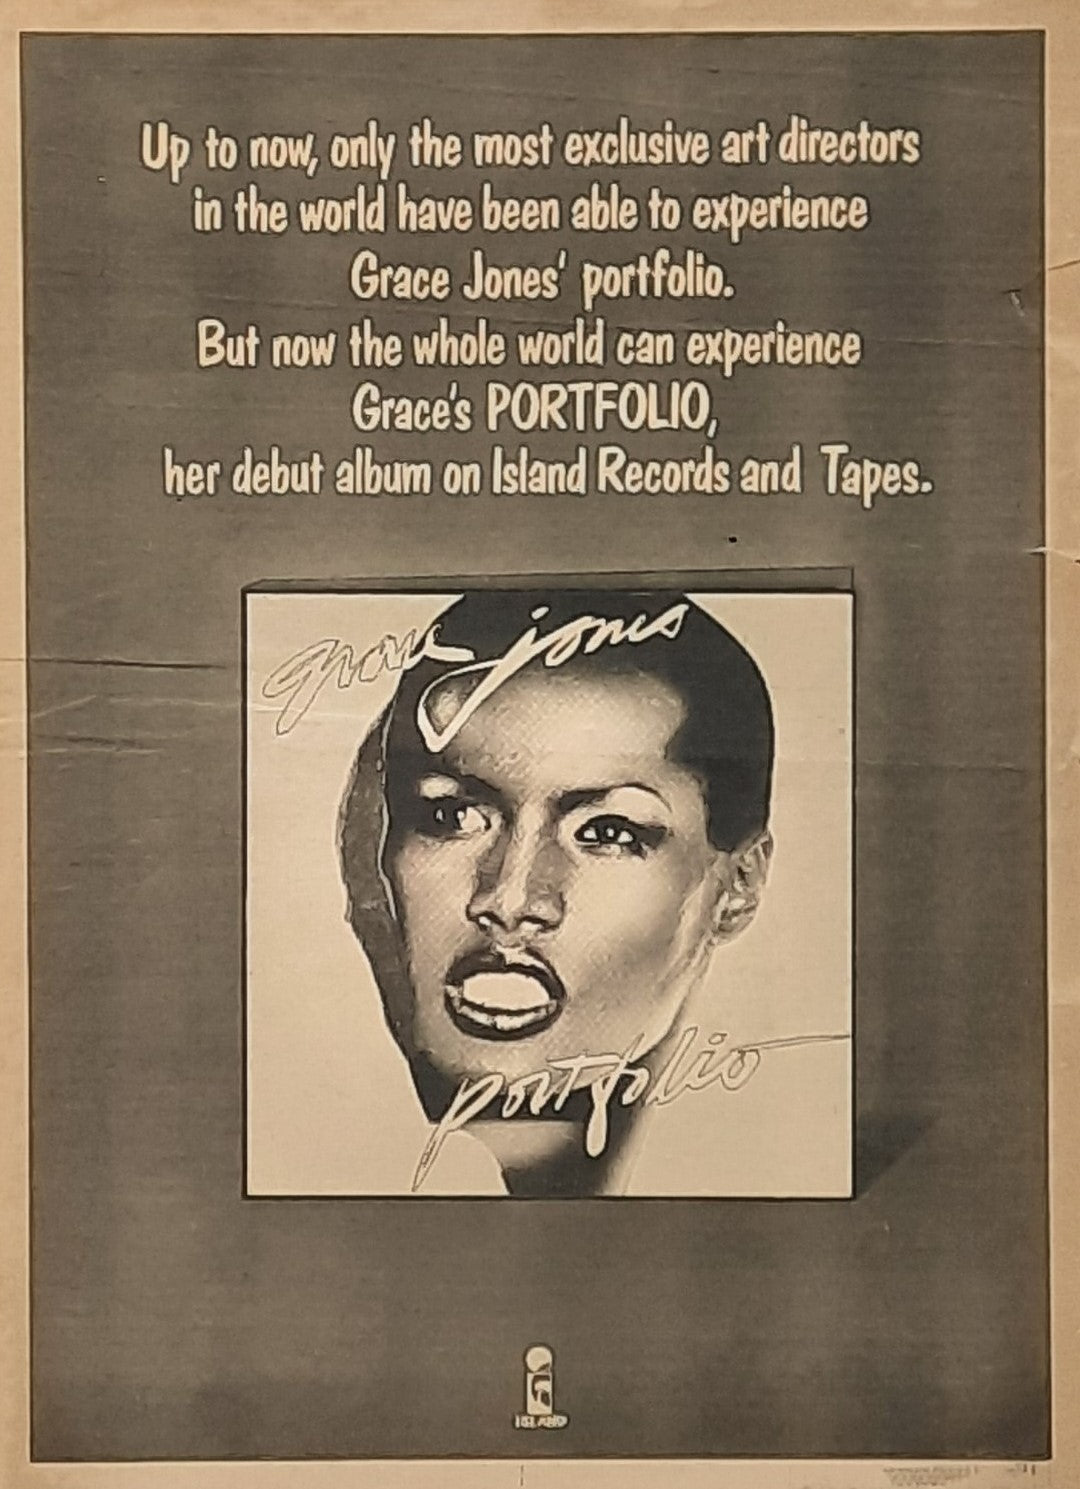 Up to now, only the most exclusive art directors
in the world have been able to experience
Grace Jones' portfolio.
But now the whole world can experience
Grace's PORTFOLIO,
her debut album on Island Records and Tapes.
grace jones
portfolio
ISLAND